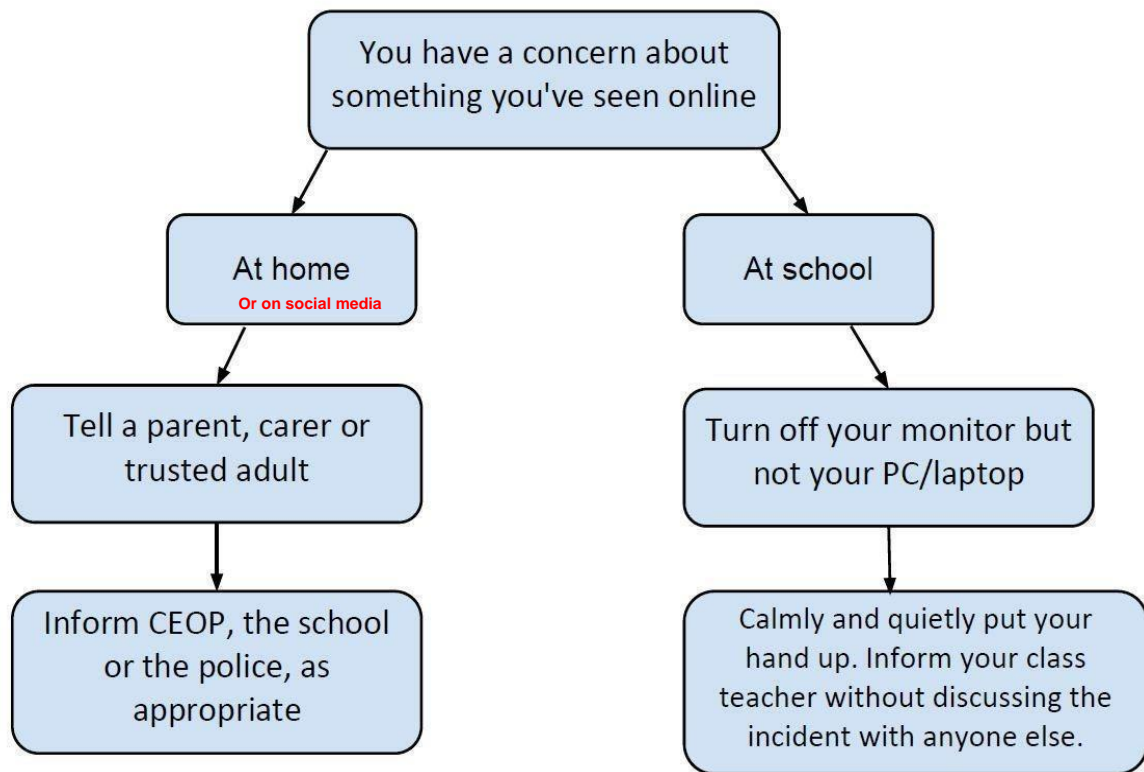 You have a concern about
something you've seen online
At home
Or on social media
At school
Tell a parent, carer or
trusted adult
Turn off your monitor but
not your PC/laptop
Inform CEOP, the school
or the police, as
appropriate
Calmly and quietly put your
hand up. Inform your class
teacher without discussing the
incident with anyone else.